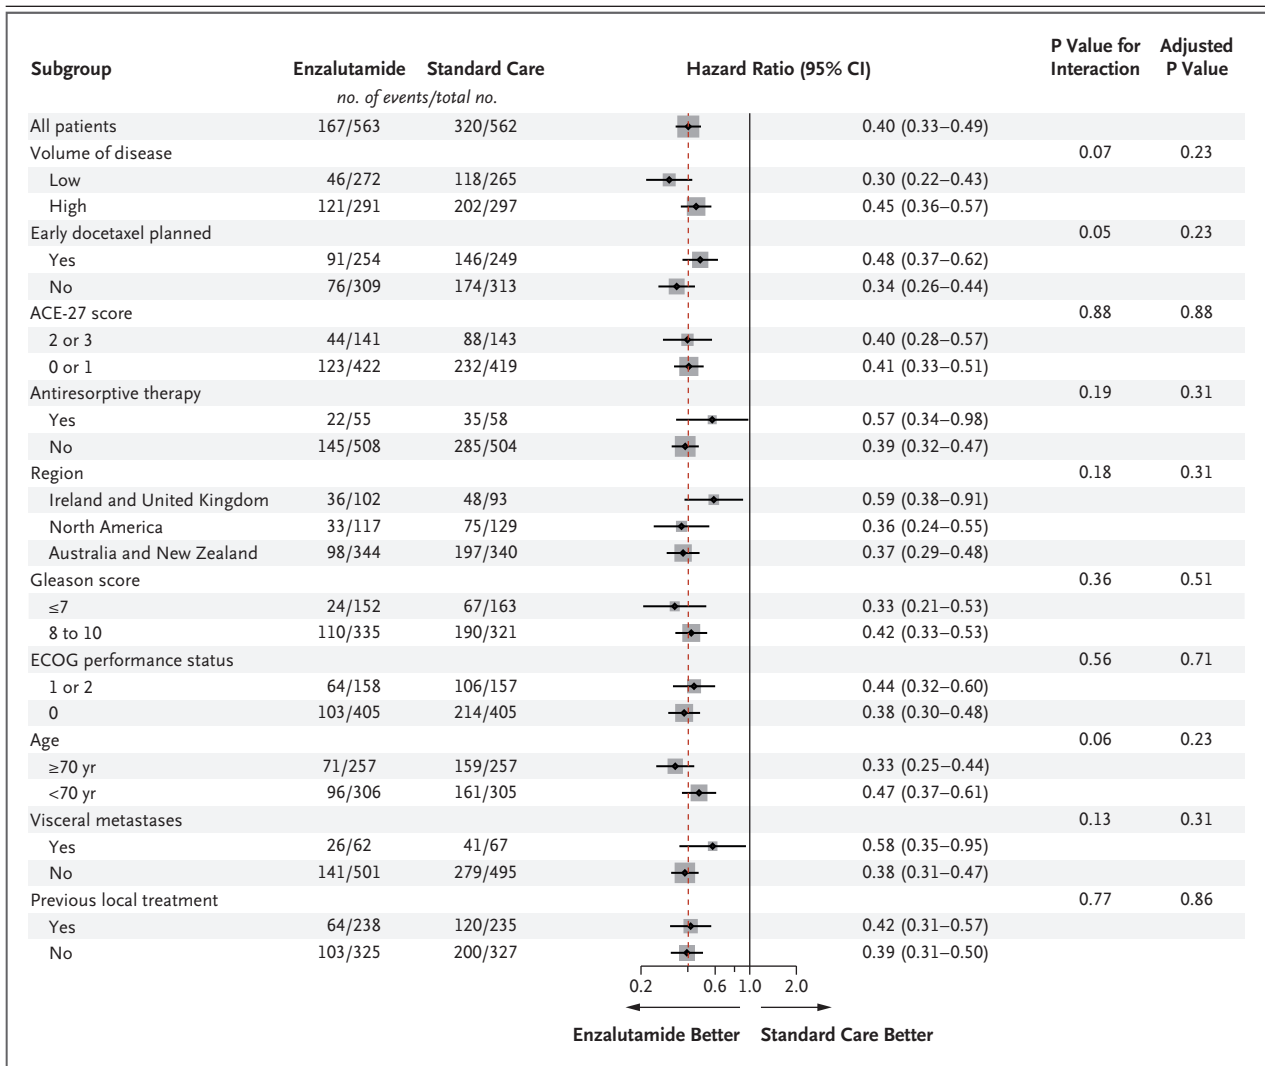 Subgroup Enzalutamide Standard Care Hazard Ratio (95% CI) P Value for Interaction Adjusted P Value
no. of events/total no.
All patients 167/563 320/562 0.40 (0.33–0.49)
Volume of disease 0.07 0.23
Low 46/272 118/265 0.30 (0.22–0.43)
High 121/291 202/297 0.45 (0.36–0.57)
Early docetaxel planned 0.05 0.23
Yes 91/254 146/249 0.48 (0.37–0.62)
No 76/309 174/313 0.34 (0.26–0.44)
ACE-27 score 0.88 0.88
2 or 3 44/141 88/143 0.40 (0.28–0.57)
0 or 1 123/422 232/419 0.41 (0.33–0.51)
Antiresorptive therapy 0.19 0.31
Yes 22/55 35/58 0.57 (0.34–0.98)
No 145/508 285/504 0.39 (0.32–0.47)
Region 0.18 0.31
Ireland and United Kingdom 36/102 48/93 0.59 (0.38–0.91)
North America 33/117 75/129 0.36 (0.24–0.55)
Australia and New Zealand 98/344 197/340 0.37 (0.29–0.48)
Gleason score 0.36 0.51
≤7 24/152 67/163 0.33 (0.21–0.53)
8 to 10 110/335 190/321 0.42 (0.33–0.53)
ECOG performance status 0.56 0.71
1 or 2 64/158 106/157 0.44 (0.32–0.60)
0 103/405 214/405 0.38 (0.30–0.48)
Age 0.06 0.23
≥70 yr 71/257 159/257 0.33 (0.25–0.44)
<70 yr 96/306 161/305 0.47 (0.37–0.61)
Visceral metastases 0.13 0.31
Yes 26/62 41/67 0.58 (0.35–0.95)
No 141/501 279/495 0.38 (0.31–0.47)
Previous local treatment 0.77 0.86
Yes 64/238 120/235 0.42 (0.31–0.57)
No 103/325 200/327 0.39 (0.31–0.50)
0.2 0.6 1.0 2.0
Enzalutamide Better Standard Care Better